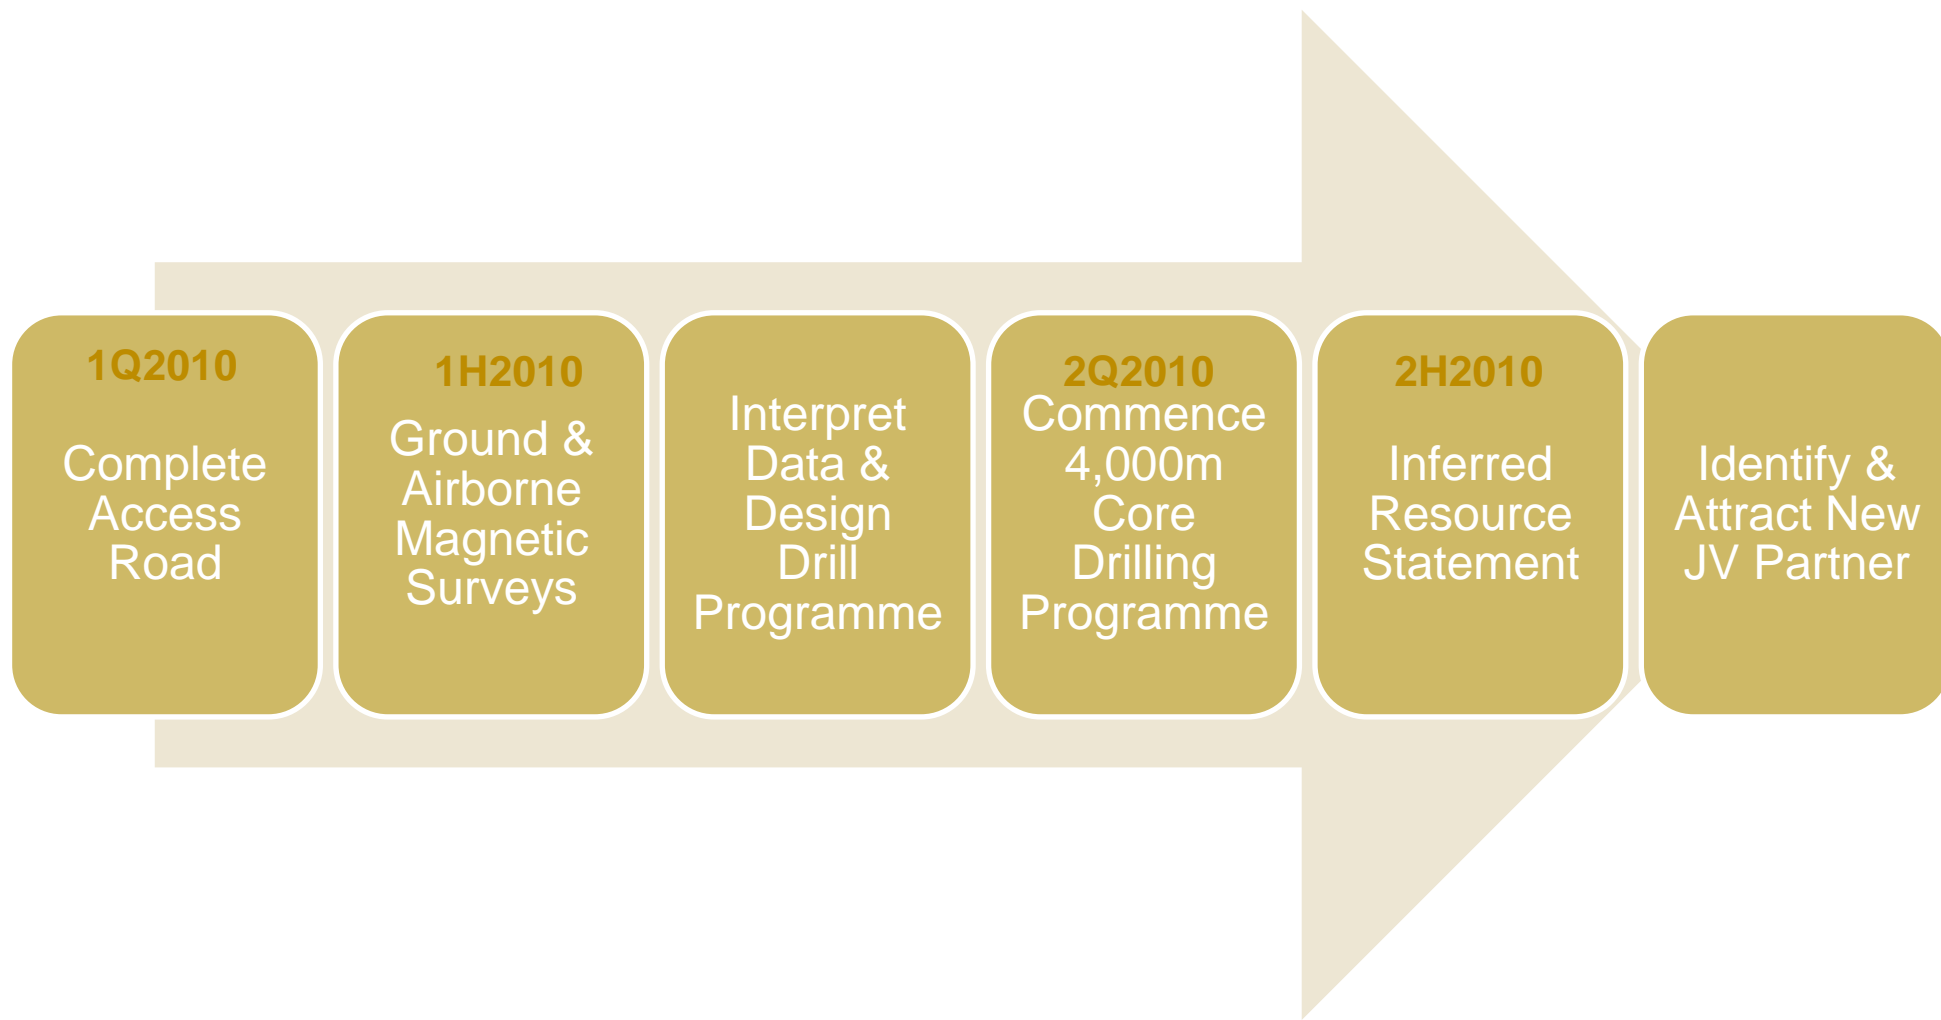 1Q2010
Complete
Access
Road
1H2010
Ground &
Airborne
Magnetic
Surveys
Interpret
Data &
Design
Drill
Programme
2Q2010
Commence
4,000m
Core
Drilling
Programme
2H2010
Inferred
Resource
Statement
Identify &
Attract New
JV Partner